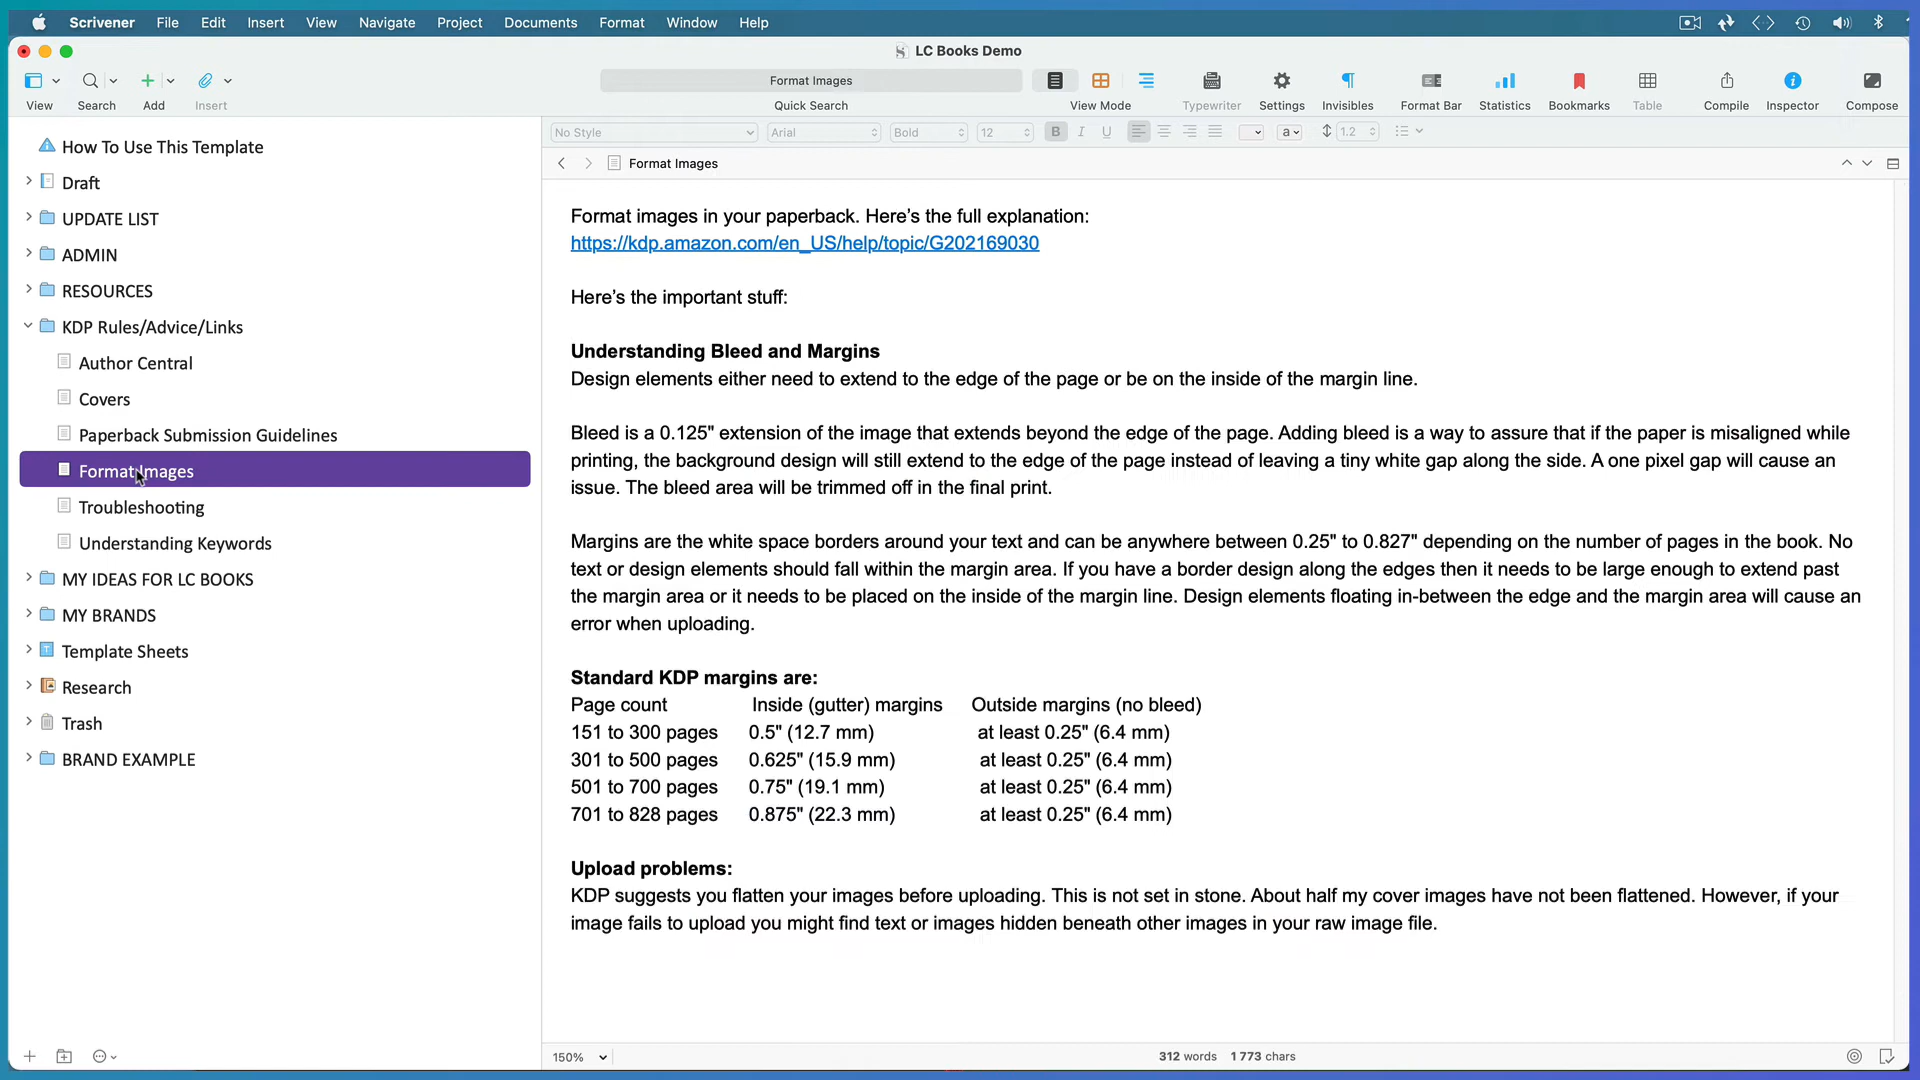 Scrivener File Edit Insert View Navigate Project Documents Format Window Help
LC Books Demo
Format Images
View Search Add Insert Quick Search View Mode Typewriter Settings Invisibles Format Bar Statistics Bookmarks Table Compile Inspector Compose
No Style Arial Bold 12 B I U a 1.2
Format Images
How To Use This Template
Draft
UPDATE LIST
ADMIN
RESOURCES
KDP Rules/Advice/Links
Author Central
Covers
Paperback Submission Guidelines
Format Images
Troubleshooting
Understanding Keywords
MY IDEAS FOR LC BOOKS
MY BRANDS
Template Sheets
Research
Trash
BRAND EXAMPLE
Format images in your paperback. Here's the full explanation:
https://kdp.amazon.com/en_US/help/topic/G202169030
Here's the important stuff:
Understanding Bleed and Margins
Design elements either need to extend to the edge of the page or be on the inside of the margin line.
Bleed is a 0.125" extension of the image that extends beyond the edge of the page. Adding bleed is a way to assure that if the paper is misaligned while
printing, the background design will still extend to the edge of the page instead of leaving a tiny white gap along the side. A one pixel gap will cause an
issue. The bleed area will be trimmed off in the final print.
Margins are the white space borders around your text and can be anywhere between 0.25" to 0.827" depending on the number of pages in the book. No
text or design elements should fall within the margin area. If you have a border design along the edges then it needs to be large enough to extend past
the margin area or it needs to be placed on the inside of the margin line. Design elements floating in-between the edge and the margin area will cause an
error when uploading.
Standard KDP margins are:
Page count Inside (gutter) margins Outside margins (no bleed)
151 to 300 pages 0.5" (12.7 mm) at least 0.25" (6.4 mm)
301 to 500 pages 0.625" (15.9 mm) at least 0.25" (6.4 mm)
501 to 700 pages 0.75" (19.1 mm) at least 0.25" (6.4 mm)
701 to 828 pages 0.875" (22.3 mm) at least 0.25" (6.4 mm)
Upload problems:
KDP suggests you flatten your images before uploading. This is not set in stone. About half my cover images have not been flattened. However, if your
image fails to upload you might find text or images hidden beneath other images in your raw image file.
150% 312 words 1 773 chars